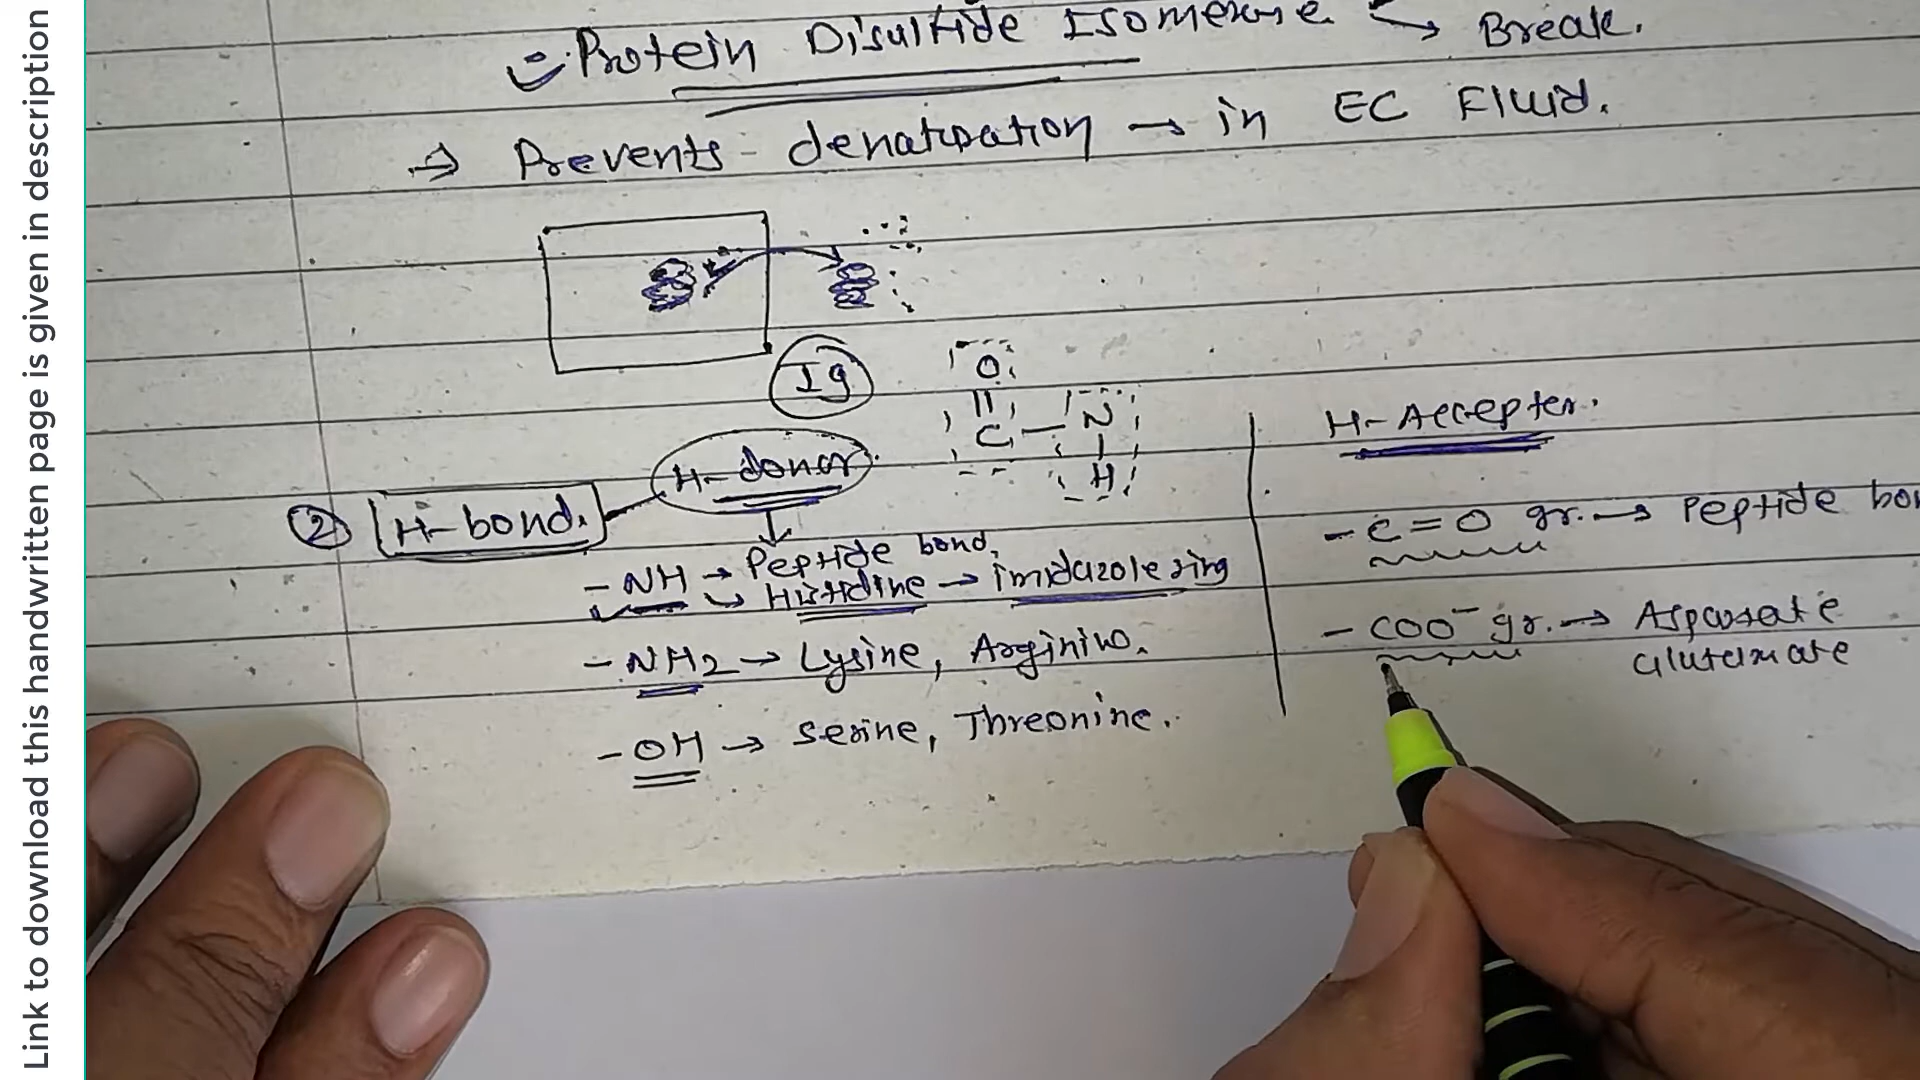 Link to download this handwritten page is given in description
Protein Disulfide Isomerase. → Break.
→ Prevents denaturation → in EC Fluid.
Ig
O
||
C — N
|
H
② H-bond. H-donor.
-NH → Peptide bond.
→ Histidine → imidazole ring
-NH2 → Lysine, Arginine.
-OH → Serine, Threonine.
H-Accepter.
-C=O gr. → Peptide bon
-COO⁻ gr. → Aspartate
Glutamate